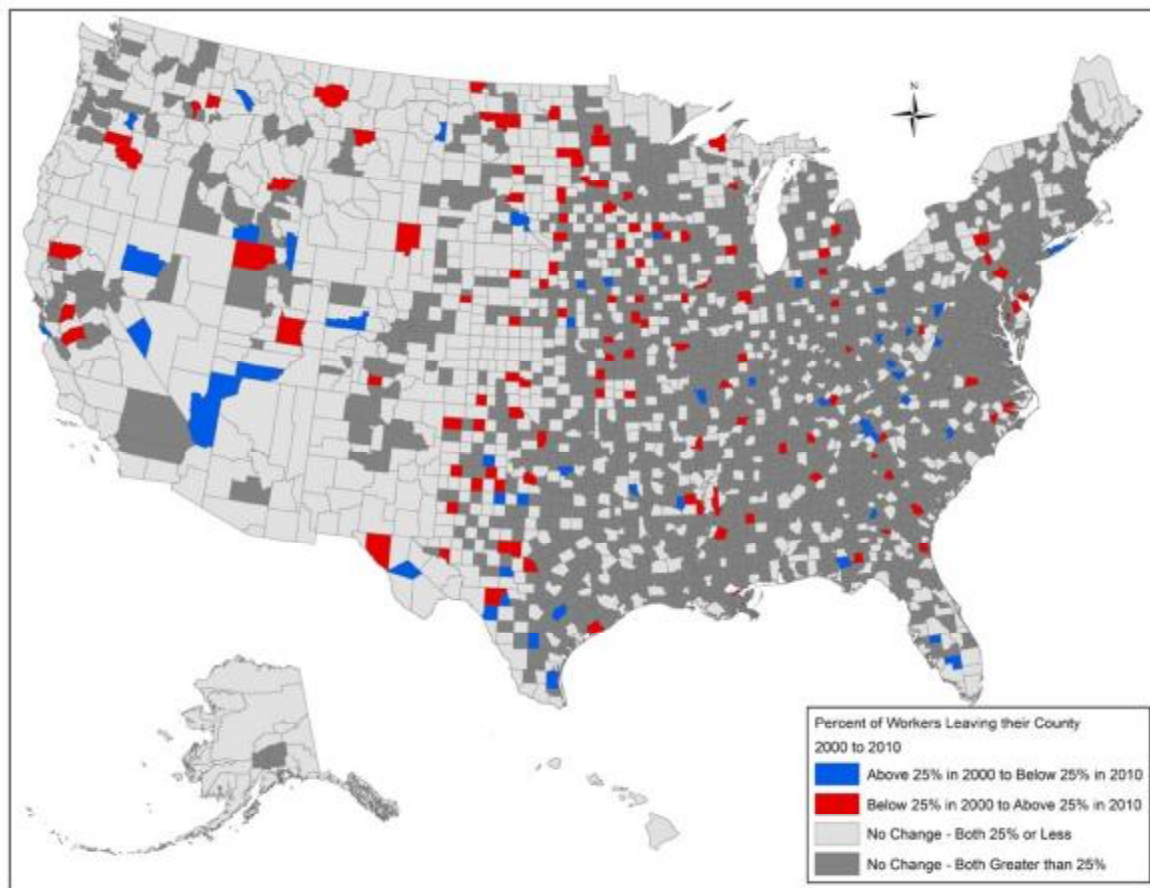 N
Percent of Workers Leaving their County
2000 to 2010
Above 25% in 2000 to Below 25% in 2010
Below 25% in 2000 to Above 25% in 2010
No Change - Both 25% or Less
No Change - Both Greater than 25%